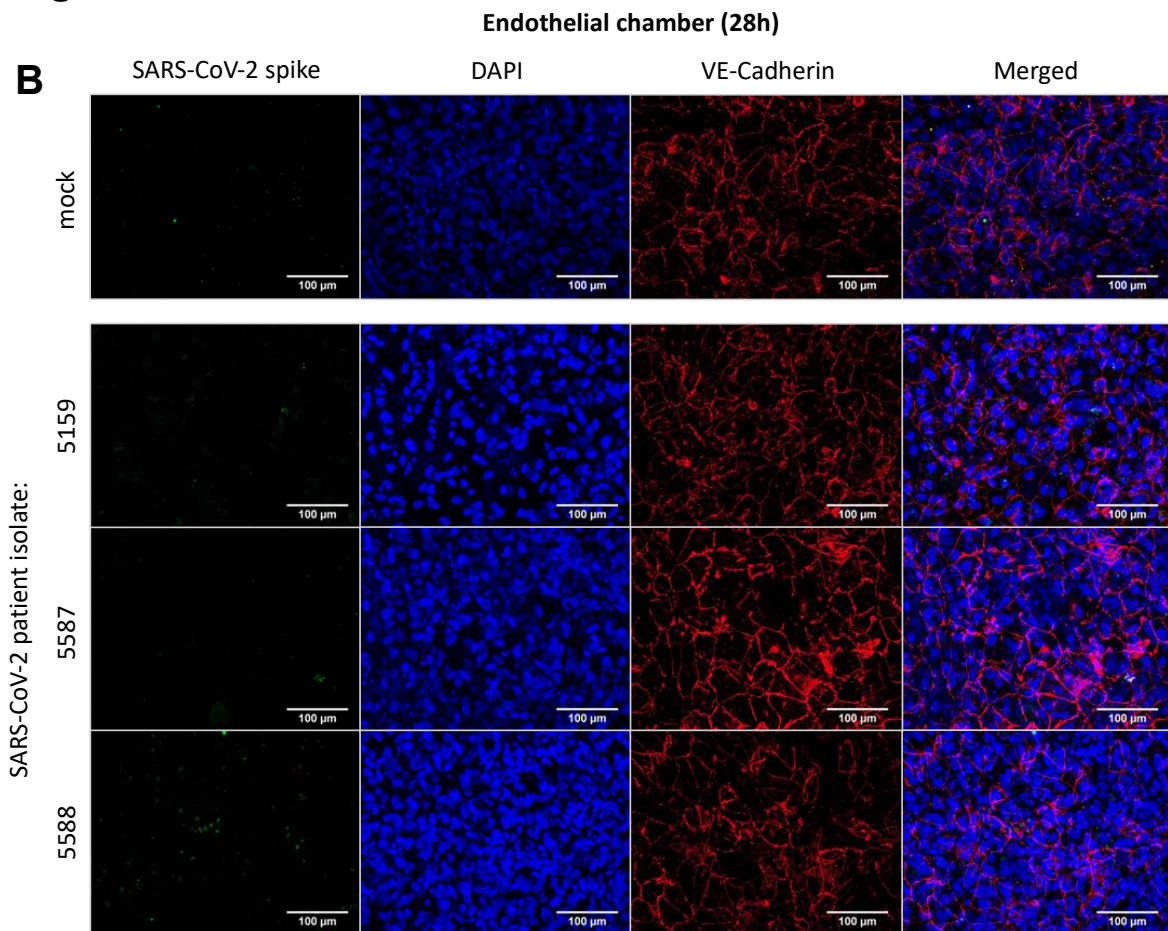 Endothelial chamber (28h)
B
SARS-CoV-2 spike DAPI VE-Cadherin Merged
mock
100 µm 100 µm 100 µm 100 µm
SARS-CoV-2 patient isolate:
5159
100 µm 100 µm 100 µm 100 µm
5587
100 µm 100 µm 100 µm 100 µm
5588
100 µm 100 µm 100 µm 100 µm